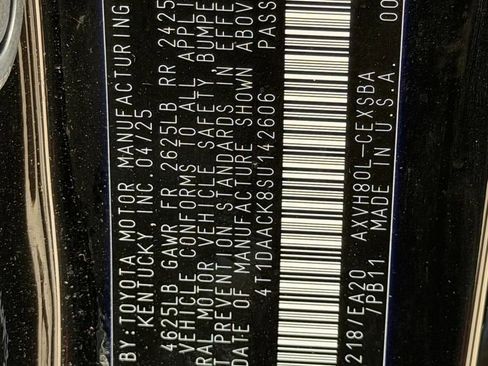 BY:TOYOTA MOTOR MANUFACTURING
KENTUCKY, INC. 04/25
4625LB GAWR FR 2625LB RR 2425
VEHICLE CONFORMS TO ALL APPLI
RAL MOTOR VEHICLE SAFETY BUMPE
T PREVENTION STANDARDS IN EFFE
DATE OF MANUFACTURE SHOWN ABOV
4T1DAACK8SU142606 PASS
218/EA20 AXVH80L-CEXSBA
/PB11 MADE IN U.S.A. 00